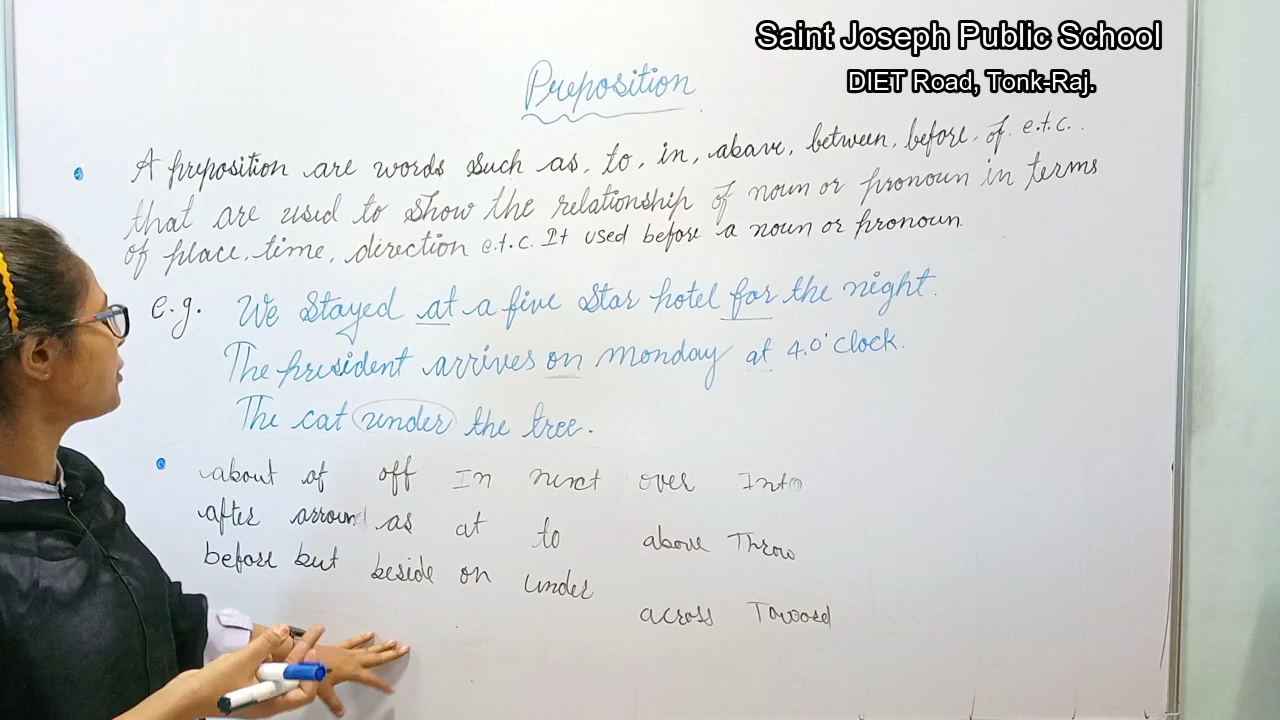 Saint Joseph Public School
DIET Road, Tonk-Raj.
Preposition
A preposition are words such as, to, in, abave, between, before, of. e.t.c..
that are used to show the relationship of noun or pronoun in terms
of place, time, direction e.t.c. It used before a noun or pronoun.
e.g. We stayed at a five star hotel for the night.
The president arrives on monday at 4.0'clock.
The cat under the tree.
about of off In next over Into
after arround as at to above Throw
before but beside on under
across Toward